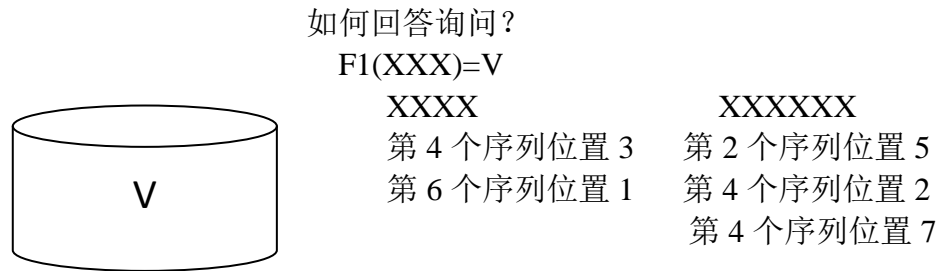 如何回答询问？
F1(XXX)=V
XXXX XXXXXX
第 4 个序列位置 3 第 2 个序列位置 5
V 第 6 个序列位置 1 第 4 个序列位置 2
第 4 个序列位置 7